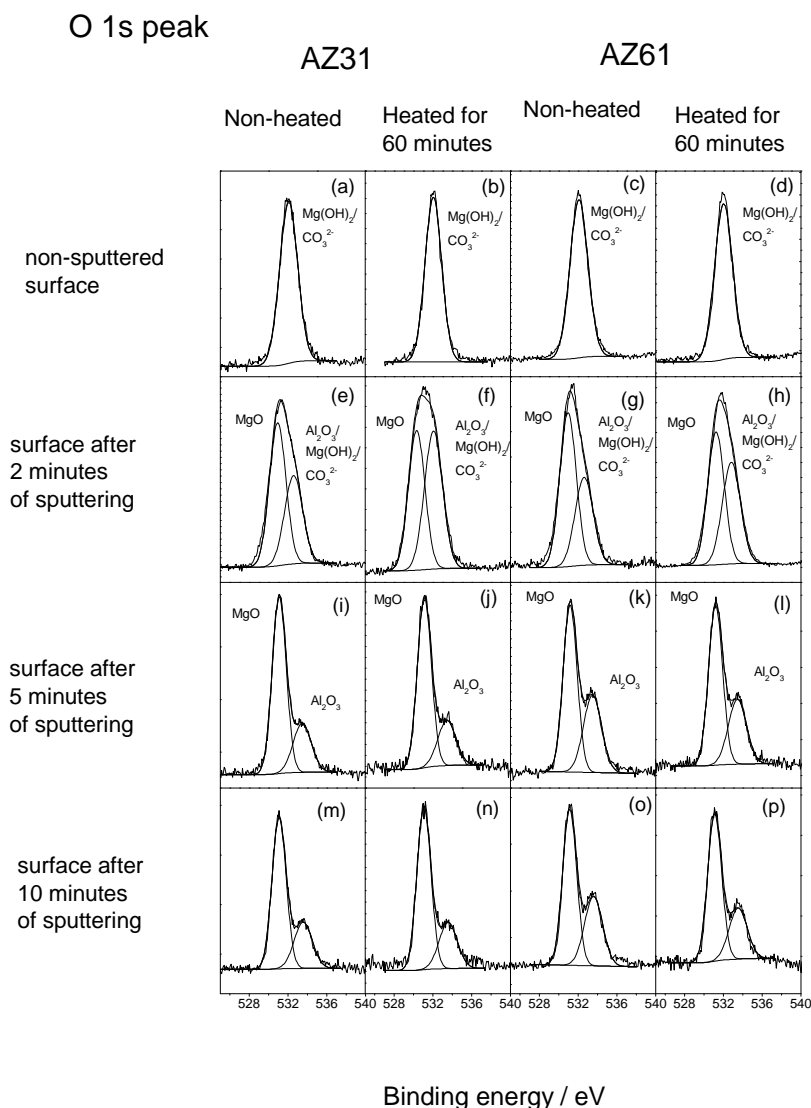 O 1s peak
AZ31
AZ61
Non-heated
Heated for
60 minutes
Non-heated
Heated for
60 minutes
non-sputtered
surface
(a)
Mg(OH)₂/
CO₃²⁻
(b)
Mg(OH)₂/
CO₃²⁻
(c)
Mg(OH)₂/
CO₃²⁻
(d)
Mg(OH)₂/
CO₃²⁻
surface after
2 minutes
of sputtering
(e)
MgO
Al₂O₃/
Mg(OH)₂/
CO₃²⁻
(f)
MgO
Al₂O₃/
Mg(OH)₂/
CO₃²⁻
(g)
MgO
Al₂O₃/
Mg(OH)₂/
CO₃²⁻
(h)
MgO
Al₂O₃/
Mg(OH)₂/
CO₃²⁻
surface after
5 minutes
of sputtering
(i)
MgO
Al₂O₃
(j)
MgO
Al₂O₃
(k)
MgO
Al₂O₃
(l)
MgO
Al₂O₃
surface after
10 minutes
of sputtering
(m)
(n)
(o)
(p)
528 532 536 540
528 532 536 540
528 532 536 540
528 532 536 540
Binding energy / eV